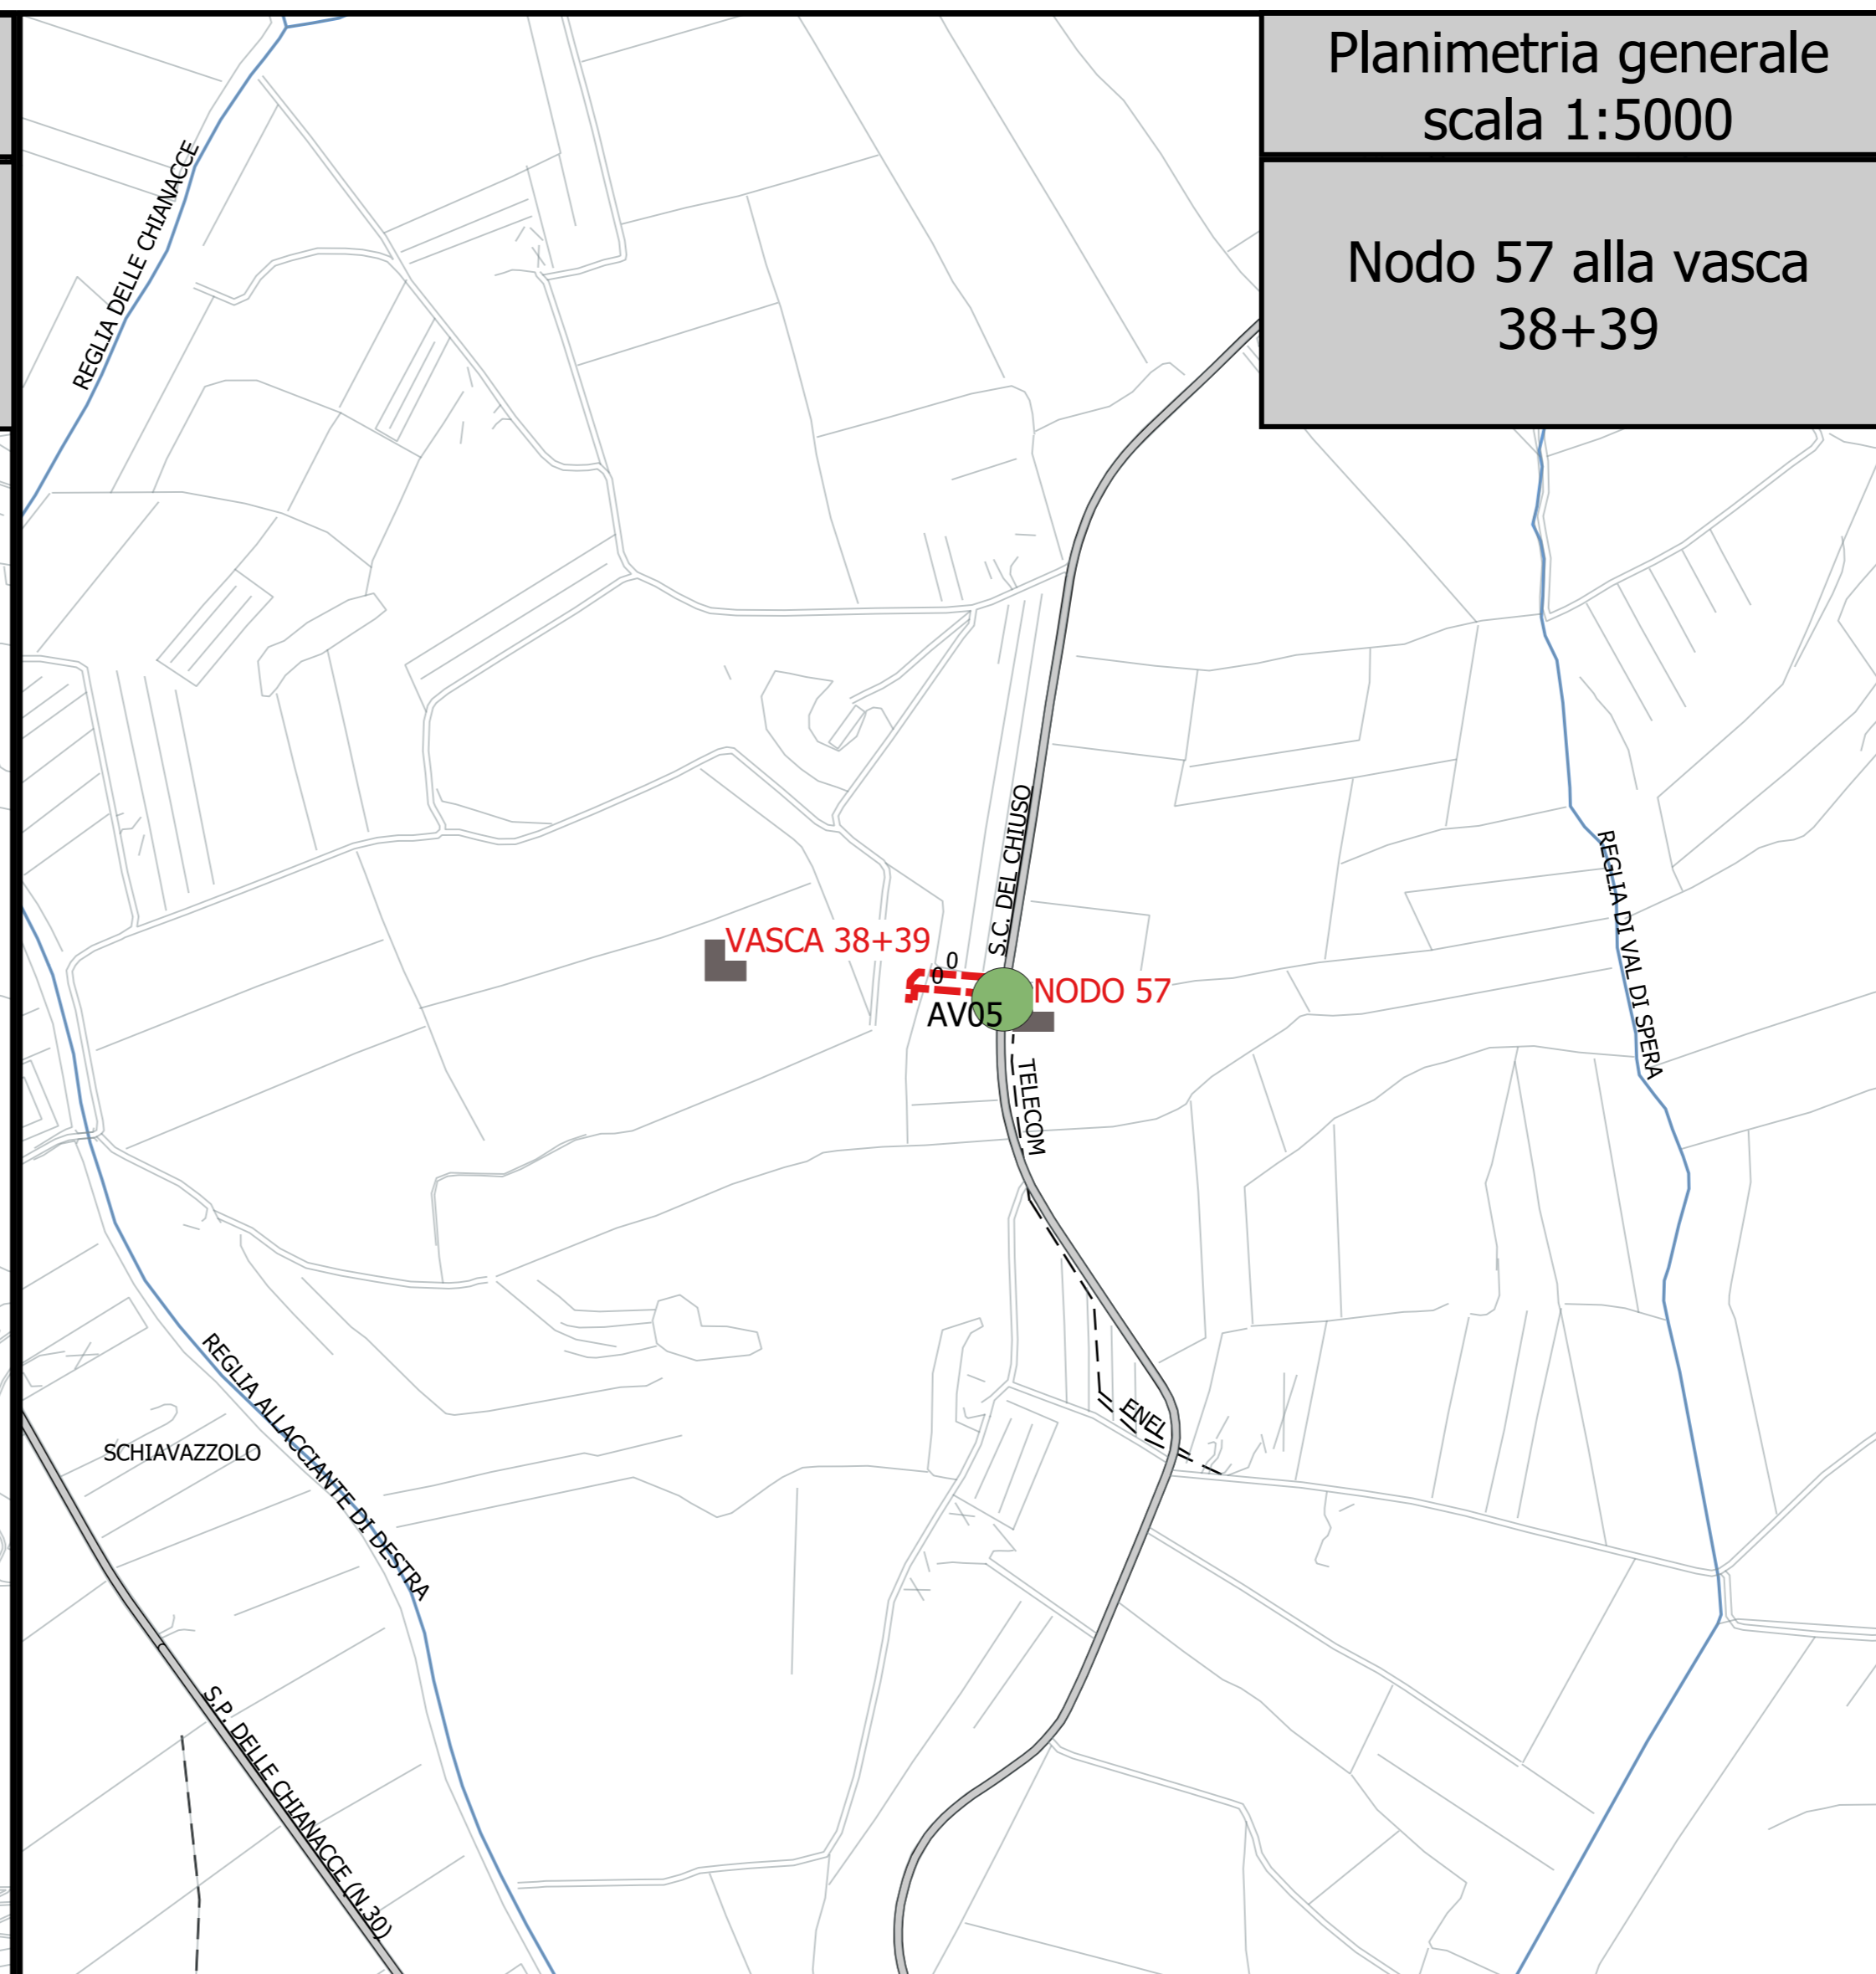 Planimetria generale
scala 1:5000
Nodo 57 alla vasca
38+39
REGLIA DELLE CHIANACCE
S.C. DEL CHIUSO
REGLIA DI VAL DI SPERA
VASCA 38+39
0
0
NODO 57
AV05
TELECOM
ENEL
REGLIA ALLACCIANTE DI DESTRA
SCHIAVAZZOLO
S.P. DELLE CHIANACCE (N.30)